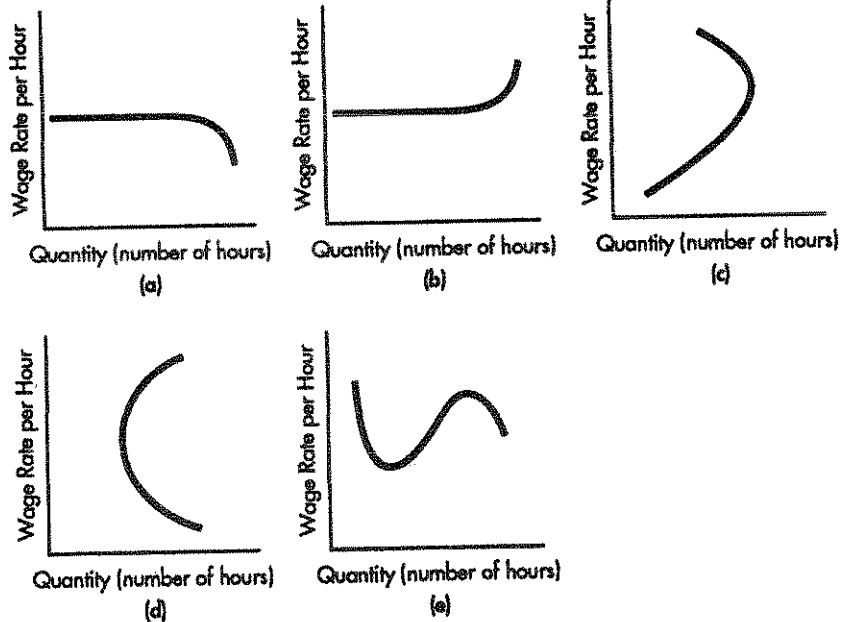 Wage Rate per Hour
Quantity (number of hours)
(a)
Wage Rate per Hour
Quantity (number of hours)
(b)
Wage Rate per Hour
Quantity (number of hours)
(c)
Wage Rate per Hour
Quantity (number of hours)
(d)
Wage Rate per Hour
Quantity (number of hours)
(e)